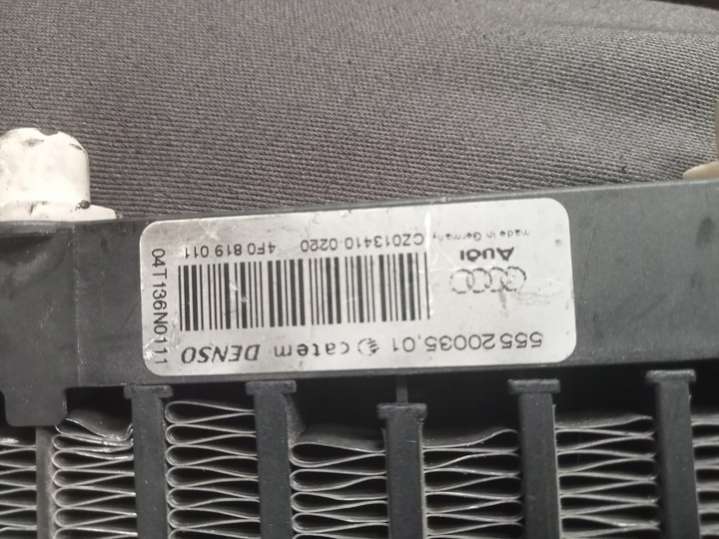 555 20035.01 catem DENSO
Audi
made in Germany
CZ013410 0220 4F0 819 011
04T136N0111